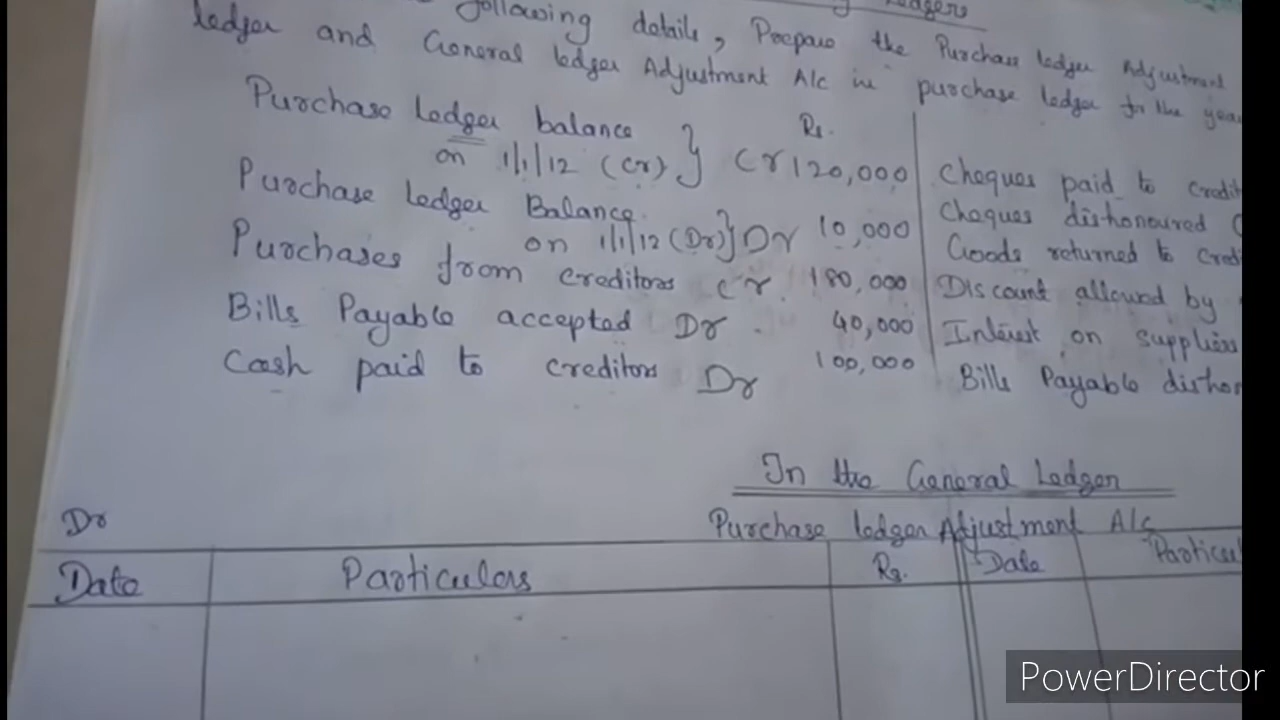 Ledgers
following details, Prepare the Purchase ledger Adjustment
ledger and General ledger Adjustment A/c in purchase ledger for the year
Purchase Ledger balance
Rs.
on 1/1/12 (Cr) } Cr 120,000
Purchase Ledger Balance
on 1/1/12 (Dr) } Dr 10,000
Purchases from creditors Cr. 180,000
Bills Payable accepted Dr. 40,000
Cash paid to creditors Dr 100,000
Cheques paid to
Cheques dishonoured
Goods returned to
Discount allowed by
Interest on suppliers
Bills Payable
In the General Ledger
Dr
Purchase ledger Adjustment A/c
Date Particulars Rs. Date
PowerDirector